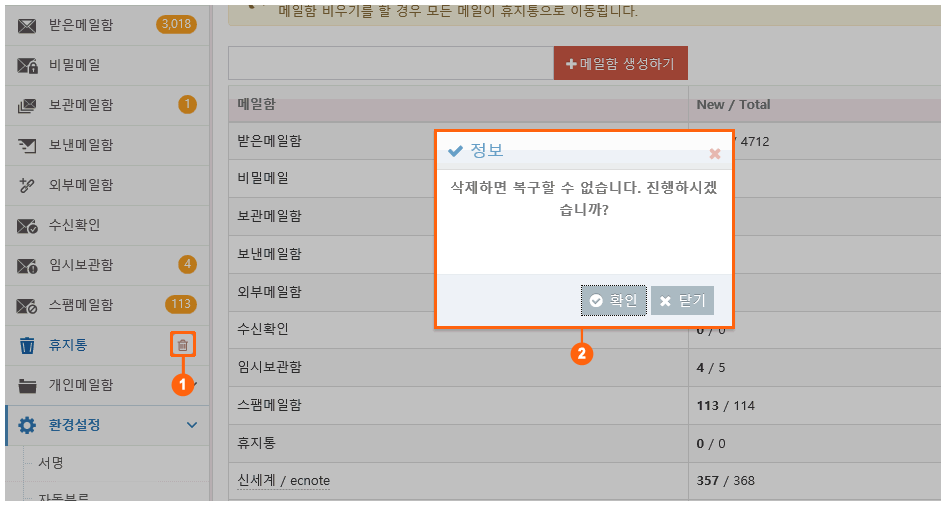 받은메일함 3,018
비밀메일
보관메일함 1
보낸메일함
외부메일함
수신확인
임시보관함 4
스팸메일함 113
휴지통
1
개인메일함
환경설정
서명
자동분류
메일함 비우기를 할 경우 모든 메일이 휴지통으로 이동됩니다.
메일함 생성하기
메일함 New / Total
받은메일함 / 4712
비밀메일
보관메일함
보낸메일함
외부메일함
수신확인 0 / 0
임시보관함 4 / 5
스팸메일함 113 / 114
휴지통 0 / 0
신세계 / ecnote 357 / 368
정보
삭제하면 복구할 수 없습니다. 진행하시겠
습니까?
확인 닫기
2